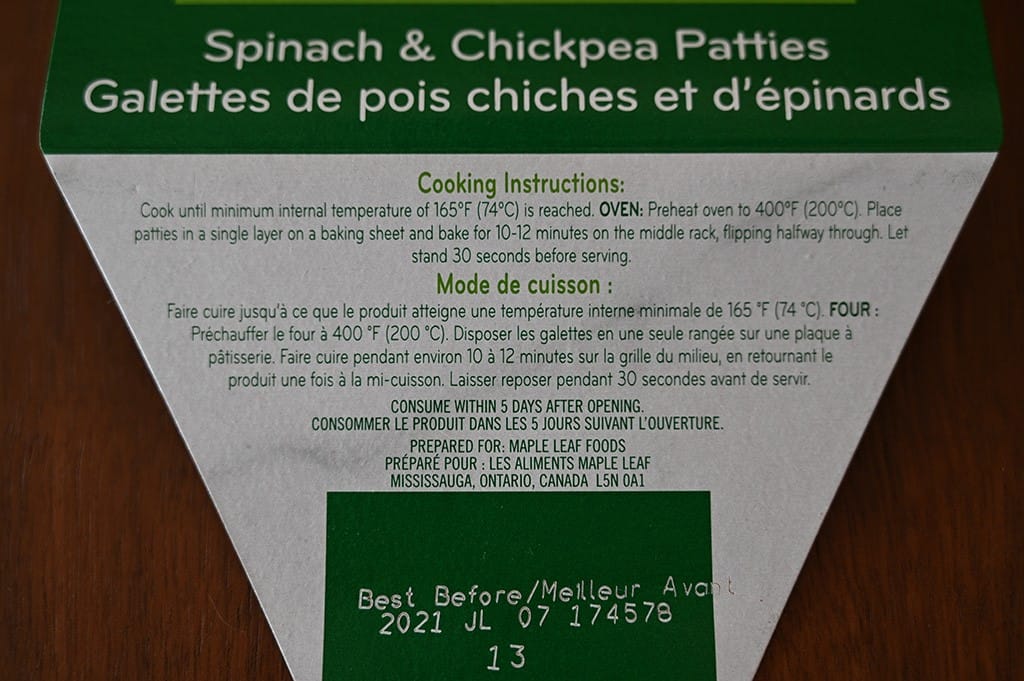 Spinach & Chickpea Patties
Galettes de pois chiches et d'épinards
Cooking Instructions:
Cook until minimum internal temperature of 165°F (74°C) is reached. OVEN: Preheat oven to 400°F (200°C). Place
patties in a single layer on a baking sheet and bake for 10-12 minutes on the middle rack, flipping halfway through. Let
stand 30 seconds before serving.
Mode de cuisson :
Faire cuire jusqu'à ce que le produit atteigne une température interne minimale de 165 °F (74 °C). FOUR :
Préchauffer le four à 400 °F (200 °C). Disposer les galettes en une seule rangée sur une plaque à
pâtisserie. Faire cuire pendant environ 10 à 12 minutes sur la grille du milieu, en retournant le
produit une fois à la mi-cuisson. Laisser reposer pendant 30 secondes avant de servir.
CONSUME WITHIN 5 DAYS AFTER OPENING.
CONSOMMER LE PRODUIT DANS LES 5 JOURS SUIVANT L'OUVERTURE.
PREPARED FOR: MAPLE LEAF FOODS
PRÉPARÉ POUR : LES ALIMENTS MAPLE LEAF
MISSISSAUGA, ONTARIO, CANADA L5N 0A1
Best Before/Meilleur Avant
2021 JL 07 174578
13